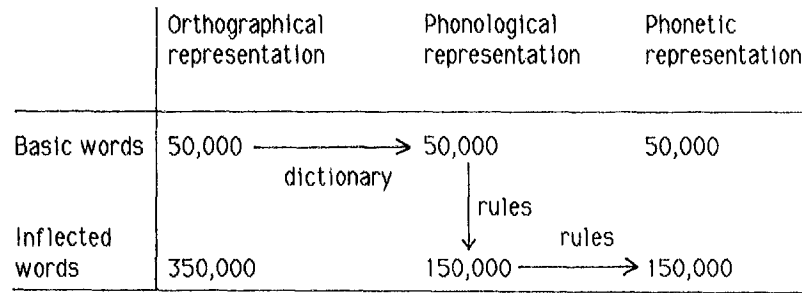 Orthographical Phonological Phonetic
representation representation representation
Basic words 50,000 50,000 50,000
dictionary
rules
Inflected rules
words 350,000 150,000 150,000